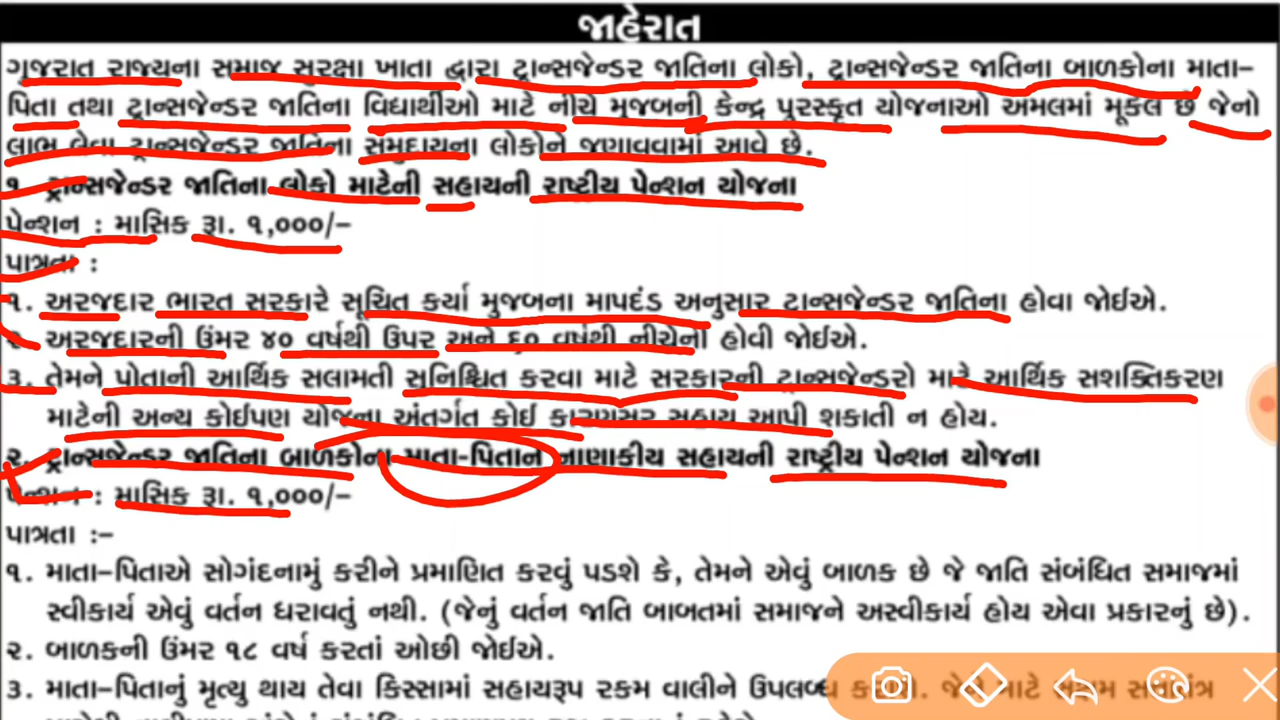 જાહેરાત
ગુજરાત રાજ્યના સમાજ સુરક્ષા ખાતા દ્વારા ટ્રાન્સજેન્ડર જાતિના લોકો, ટ્રાન્સજેન્ડર જાતિના બાળકોના માતા-
પિતા તથા ટ્રાન્સજેન્ડર જાતિના વિદ્યાર્થીઓ માટે નીચે મુજબની કેન્દ્ર પુરસ્કૃત યોજનાઓ અમલમાં મૂકેલ છે જેનો
લાભ લેવા ટ્રાન્સજેન્ડર જાતિના સમુદાયના લોકોને જણાવવામાં આવે છે.
૧. ટ્રાન્સજેન્ડર જાતિના લોકો માટેની સહાયની રાષ્ટ્રીય પેન્શન યોજના
પેન્શન : માસિક રૂા. ૧,૦૦૦/-
પાત્રતા :
૧. અરજદાર ભારત સરકારે સૂચિત કર્યા મુજબના માપદંડ અનુસાર ટ્રાન્સજેન્ડર જાતિના હોવા જોઈએ.
૨. અરજદારની ઉંમર ૪૦ વર્ષથી ઉપર અને ૬૦ વર્ષથી નીચેની હોવી જોઈએ.
૩. તેમને પોતાની આર્થિક સલામતી સુનિશ્ચિત કરવા માટે સરકારની ટ્રાન્સજેન્ડરો માટે આર્થિક સશક્તિકરણ
માટેની અન્ય કોઈપણ યોજના અંતર્ગત કોઈ કારણસર સહાય આપી શકાતી ન હોય.
૨. ટ્રાન્સજેન્ડર જાતિના બાળકોના માતા-પિતાને નાણાકીય સહાયની રાષ્ટ્રીય પેન્શન યોજના
પેન્શન : માસિક રૂા. ૧,૦૦૦/-
પાત્રતા :-
૧. માતા-પિતાએ સોગંદનામું કરીને પ્રમાણિત કરવું પડશે કે, તેમને એવું બાળક છે જે જાતિ સંબંધિત સમાજમાં
સ્વીકાર્ય એવું વર્તન ધરાવતું નથી. (જેનું વર્તન જાતિ બાબતમાં સમાજને અસ્વીકાર્ય હોય એવા પ્રકારનું છે).
૨. બાળકની ઉંમર ૧૮ વર્ષ કરતાં ઓછી જોઈએ.
૩. માતા-પિતાનું મૃત્યુ થાય તેવા કિસ્સામાં સહાયરૂપ રકમ વાલીને ઉપલબ્ધ